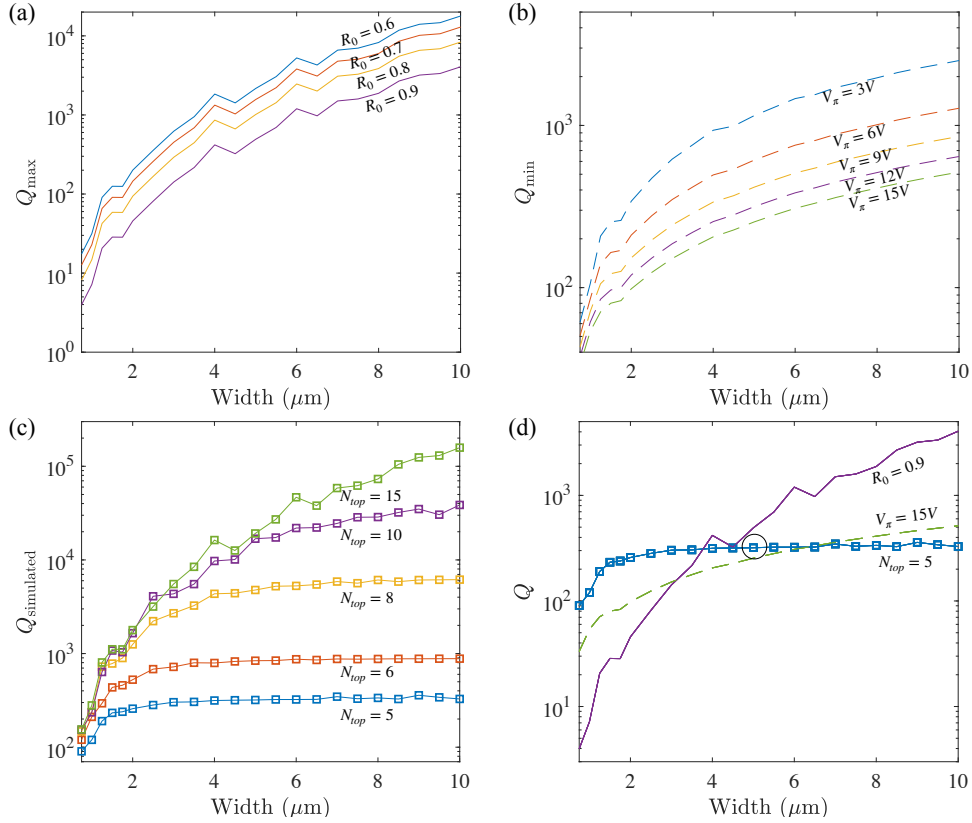 (a)
10^4
10^3
10^2
10^1
10^0
Q_max
R_0 = 0.6
R_0 = 0.7
R_0 = 0.8
R_0 = 0.9
2 4 6 8 10
Width (μm)
(b)
10^3
10^2
Q_min
V_π = 3V
V_π = 6V
V_π = 9V
V_π = 12V
V_π = 15V
2 4 6 8 10
Width (μm)
(c)
10^5
10^4
10^3
10^2
Q_simulated
N_top = 15
N_top = 10
N_top = 8
N_top = 6
N_top = 5
2 4 6 8 10
Width (μm)
(d)
10^3
10^2
10^1
Q
R_0 = 0.9
V_π = 15V
N_top = 5
2 4 6 8 10
Width (μm)